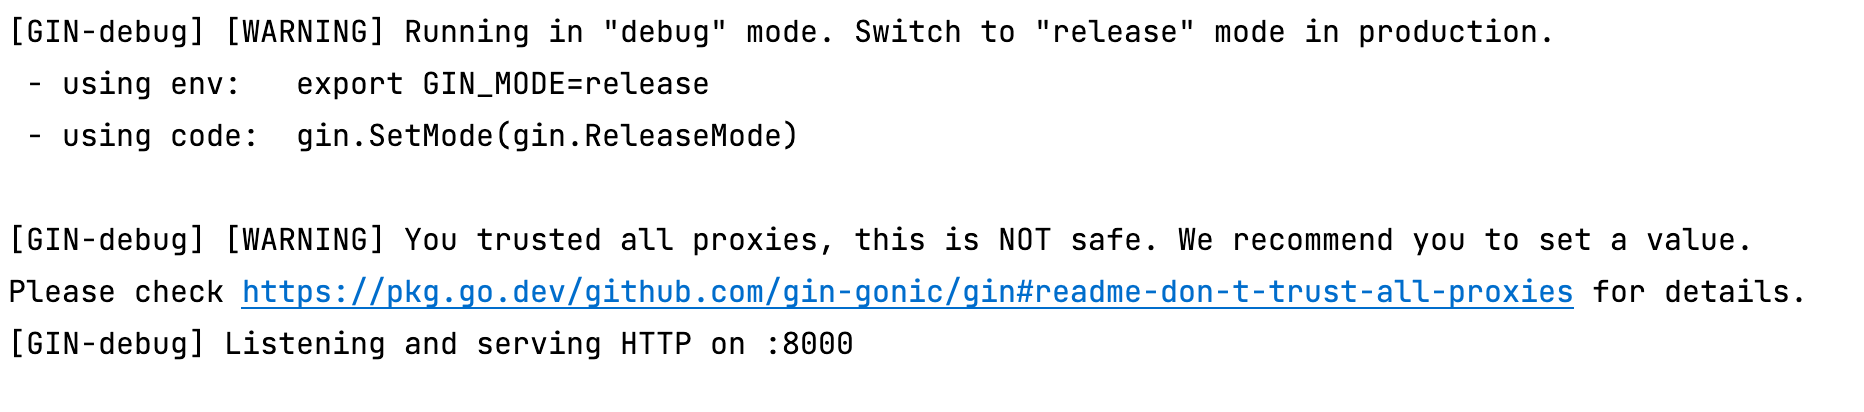 [GIN-debug] [WARNING] Running in "debug" mode. Switch to "release" mode in production.
 - using env:   export GIN_MODE=release
 - using code:  gin.SetMode(gin.ReleaseMode)

[GIN-debug] [WARNING] You trusted all proxies, this is NOT safe. We recommend you to set a value.
Please check https://pkg.go.dev/github.com/gin-gonic/gin#readme-don-t-trust-all-proxies for details.
[GIN-debug] Listening and serving HTTP on :8000